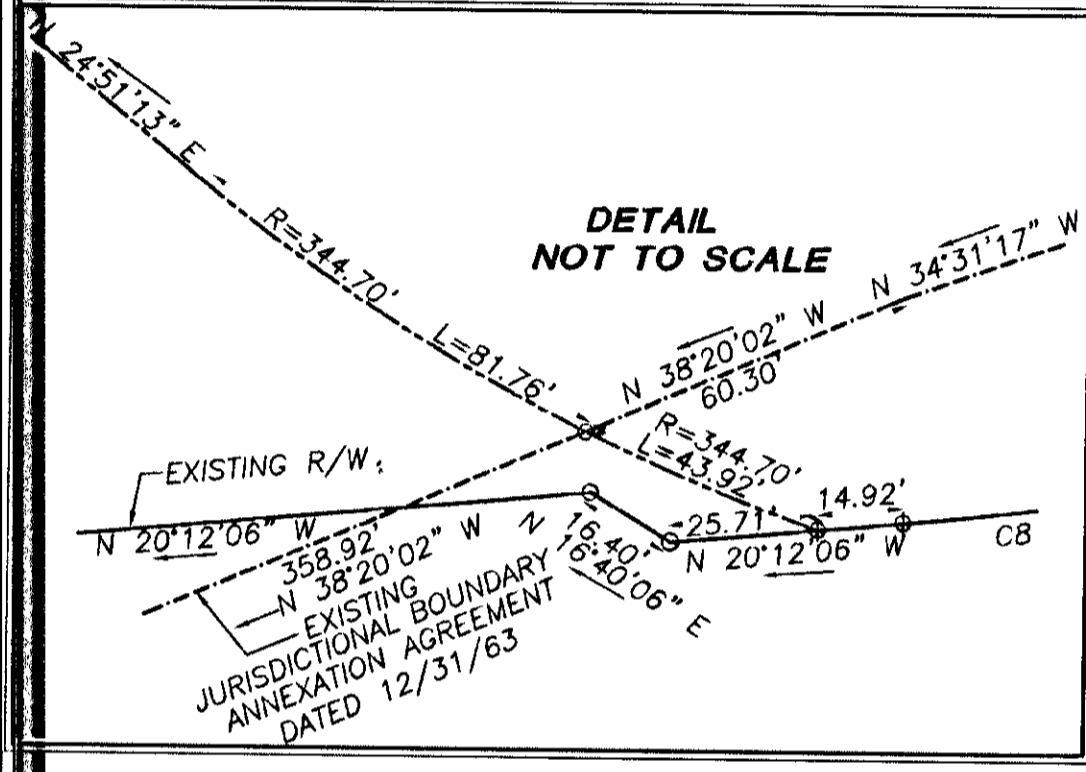 N 24°51'13" E
R=344.70'
L=81.76'
DETAIL
NOT TO SCALE
N 34°31'17" W
N 38°20'02" W
60.30'
R=344.70'
L=43.92'
14.92'
EXISTING R/W
N 20°12'06" W
25.71'
N 20°12'06" W
C8
16.40'
N 16°40'06" E
358.92'
N 38°20'02" W
EXISTING
JURISDICTIONAL BOUNDARY
ANNEXATION AGREEMENT
DATED 12/31/63